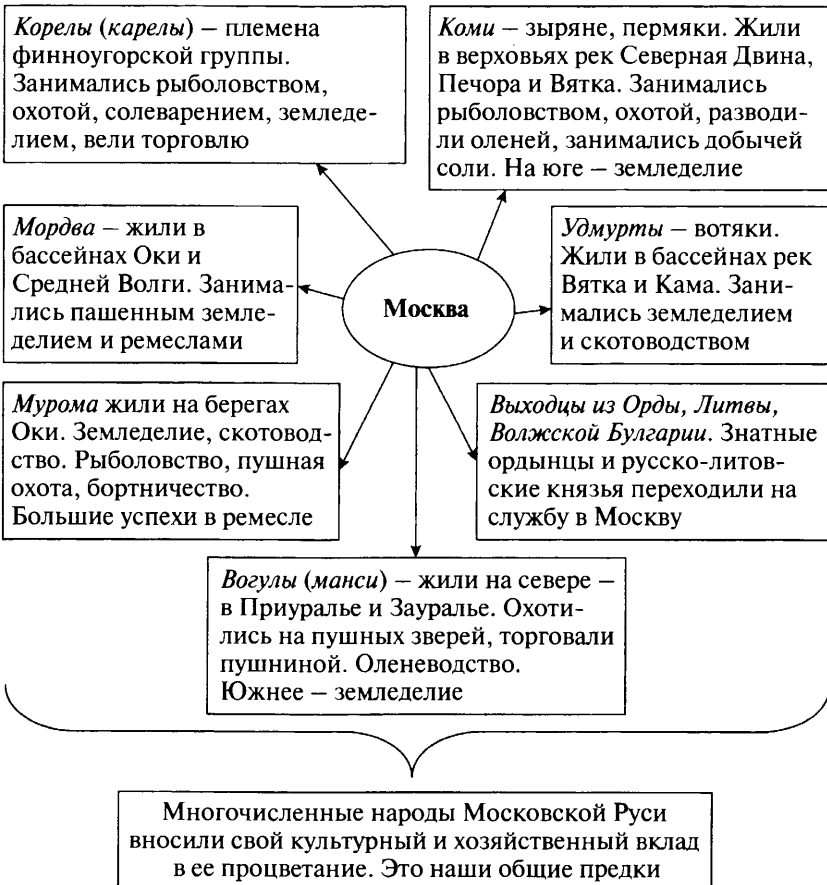 Корелы (карелы) – племена
финноугорской группы.
Занимались рыболовством,
охотой, солеварением, земледе-
лием, вели торговлю
Коми – зыряне, пермяки. Жили
в верховьях рек Северная Двина,
Печора и Вятка. Занимались
рыболовством, охотой, разводи-
ли оленей, занимались добычей
соли. На юге – земледелие
Мордва – жили в
бассейнах Оки и
Средней Волги. Занима-
лись пашенным земле-
делием и ремеслами
Москва
Удмурты – вотяки.
Жили в бассейнах рек
Вятка и Кама. Зани-
мались земледелием
и скотоводством
Мурома жили на берегах
Оки. Земледелие, скотовод-
ство. Рыболовство, пушная
охота, бортничество.
Большие успехи в ремесле
Выходцы из Орды, Литвы,
Волжской Булгарии. Знатные
ордынцы и русско-литов-
ские князья переходили на
службу в Москву
Вогулы (манси) – жили на севере –
в Приуралье и Зауралье. Охоти-
лись на пушных зверей, торговали
пушниной. Оленеводство.
Южнее – земледелие
Многочисленные народы Московской Руси
вносили свой культурный и хозяйственный вклад
в ее процветание. Это наши общие предки